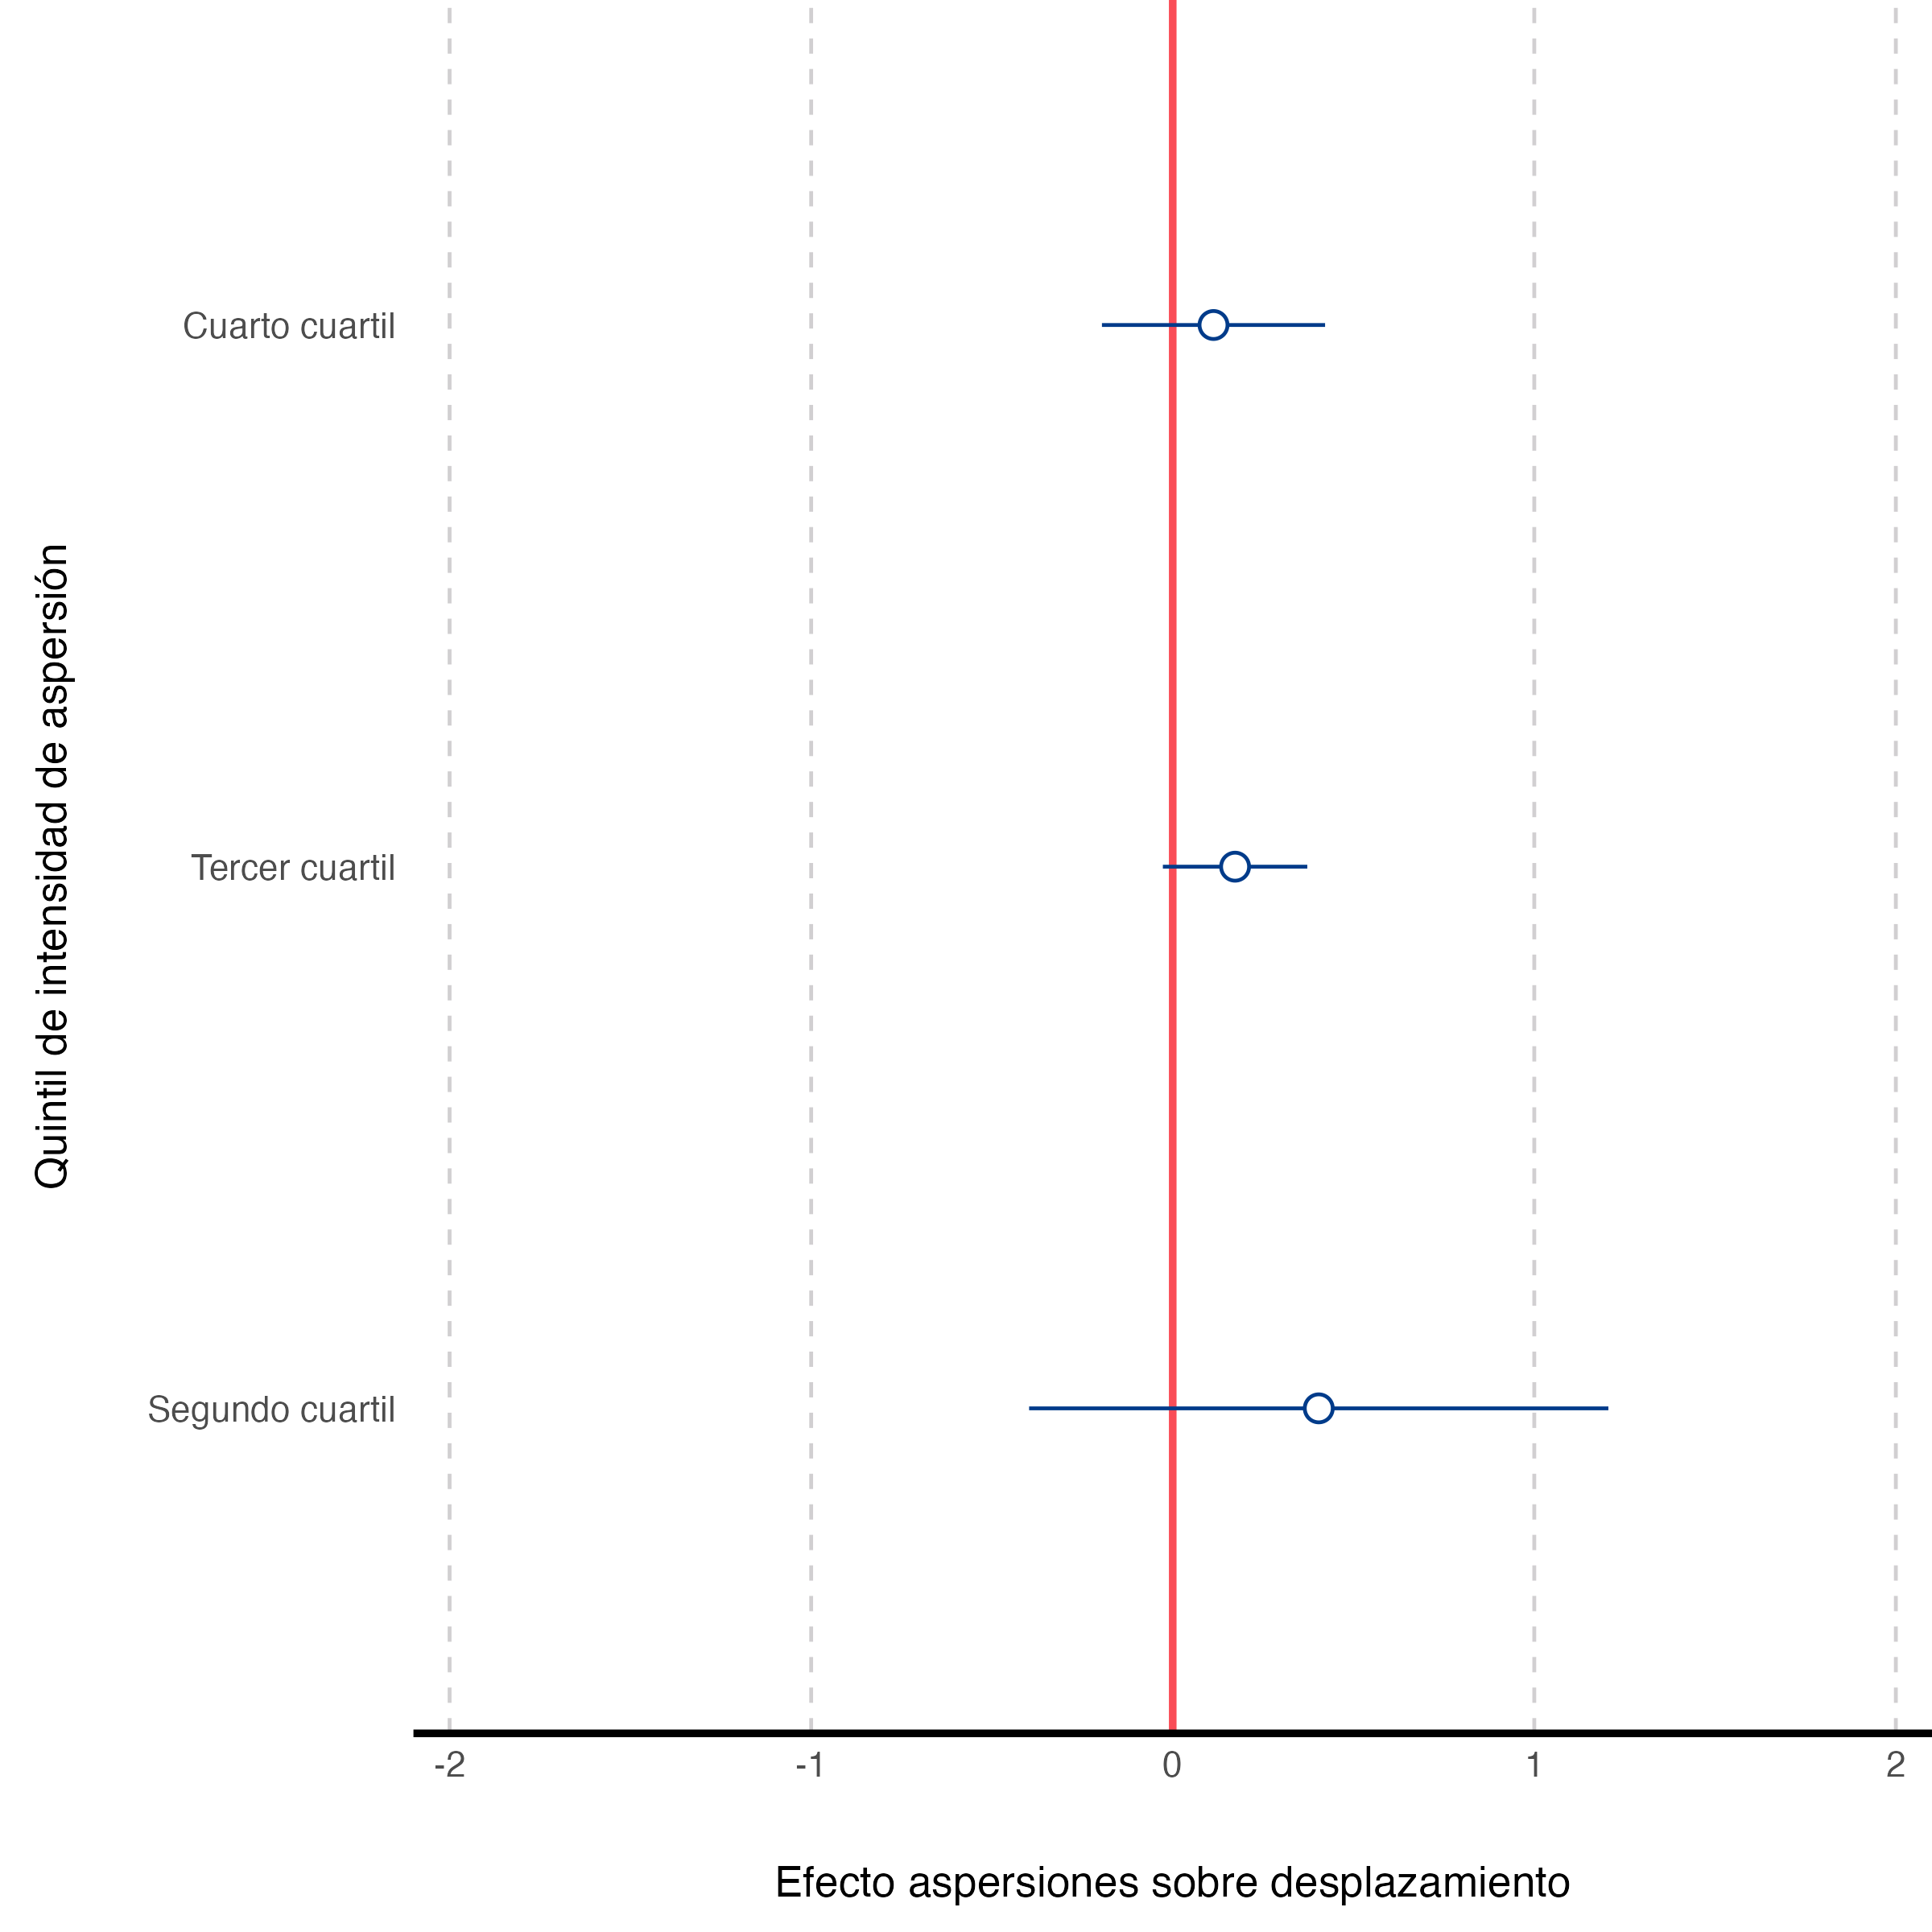 Quintil de intensidad de aspersión
Cuarto cuartil
Tercer cuartil
Segundo cuartil
-2 -1 0 1 2
Efecto aspersiones sobre desplazamiento